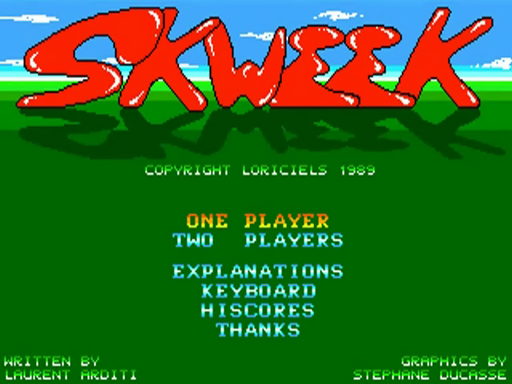 SKWEEK
COPYRIGHT LORICIELS 1989
ONE PLAYER
TWO PLAYERS
EXPLANATIONS
KEYBOARD
HISCORES
THANKS
WRITTEN BY
LAURENT ARDITI
GRAPHICS BY
STEPHANE DUCASSE